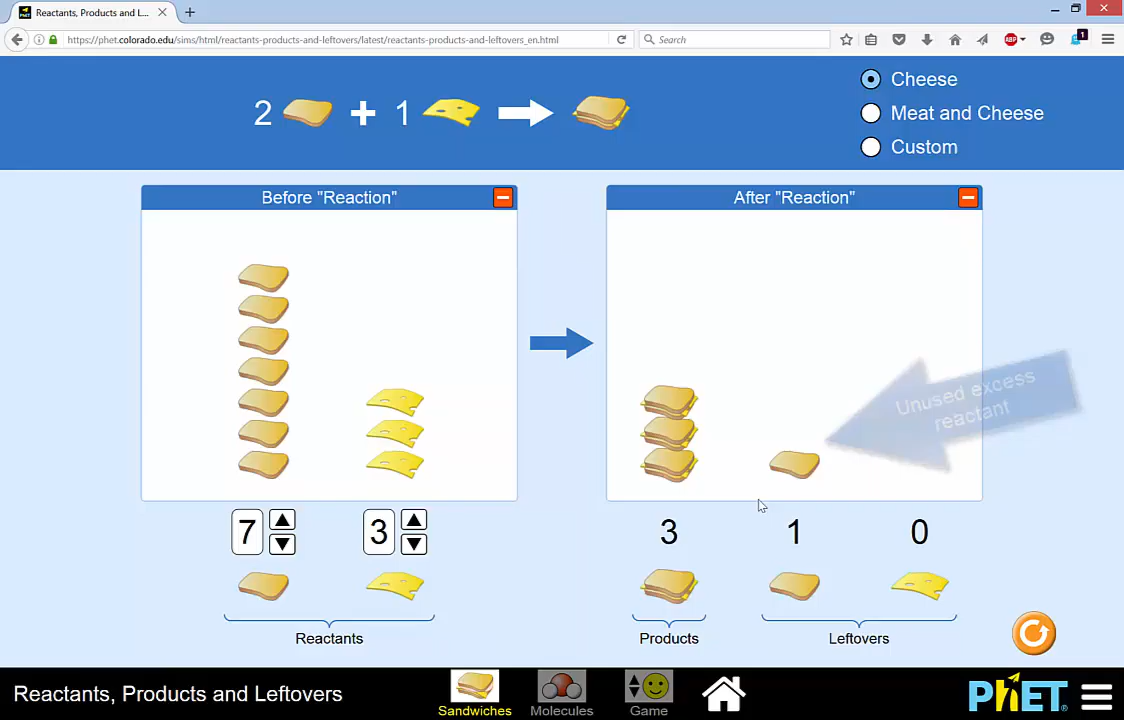 Reactants, Products and L...
https://phet.colorado.edu/sims/html/reactants-products-and-leftovers/latest/reactants-products-and-leftovers_en.html
Search
ABP
1
2 + 1
Cheese
Meat and Cheese
Custom
Before "Reaction"
After "Reaction"
Unused excess
reactant
7 3
3 1 0
Reactants
Products
Leftovers
Reactants, Products and Leftovers
Sandwiches
Molecules
Game
PhET